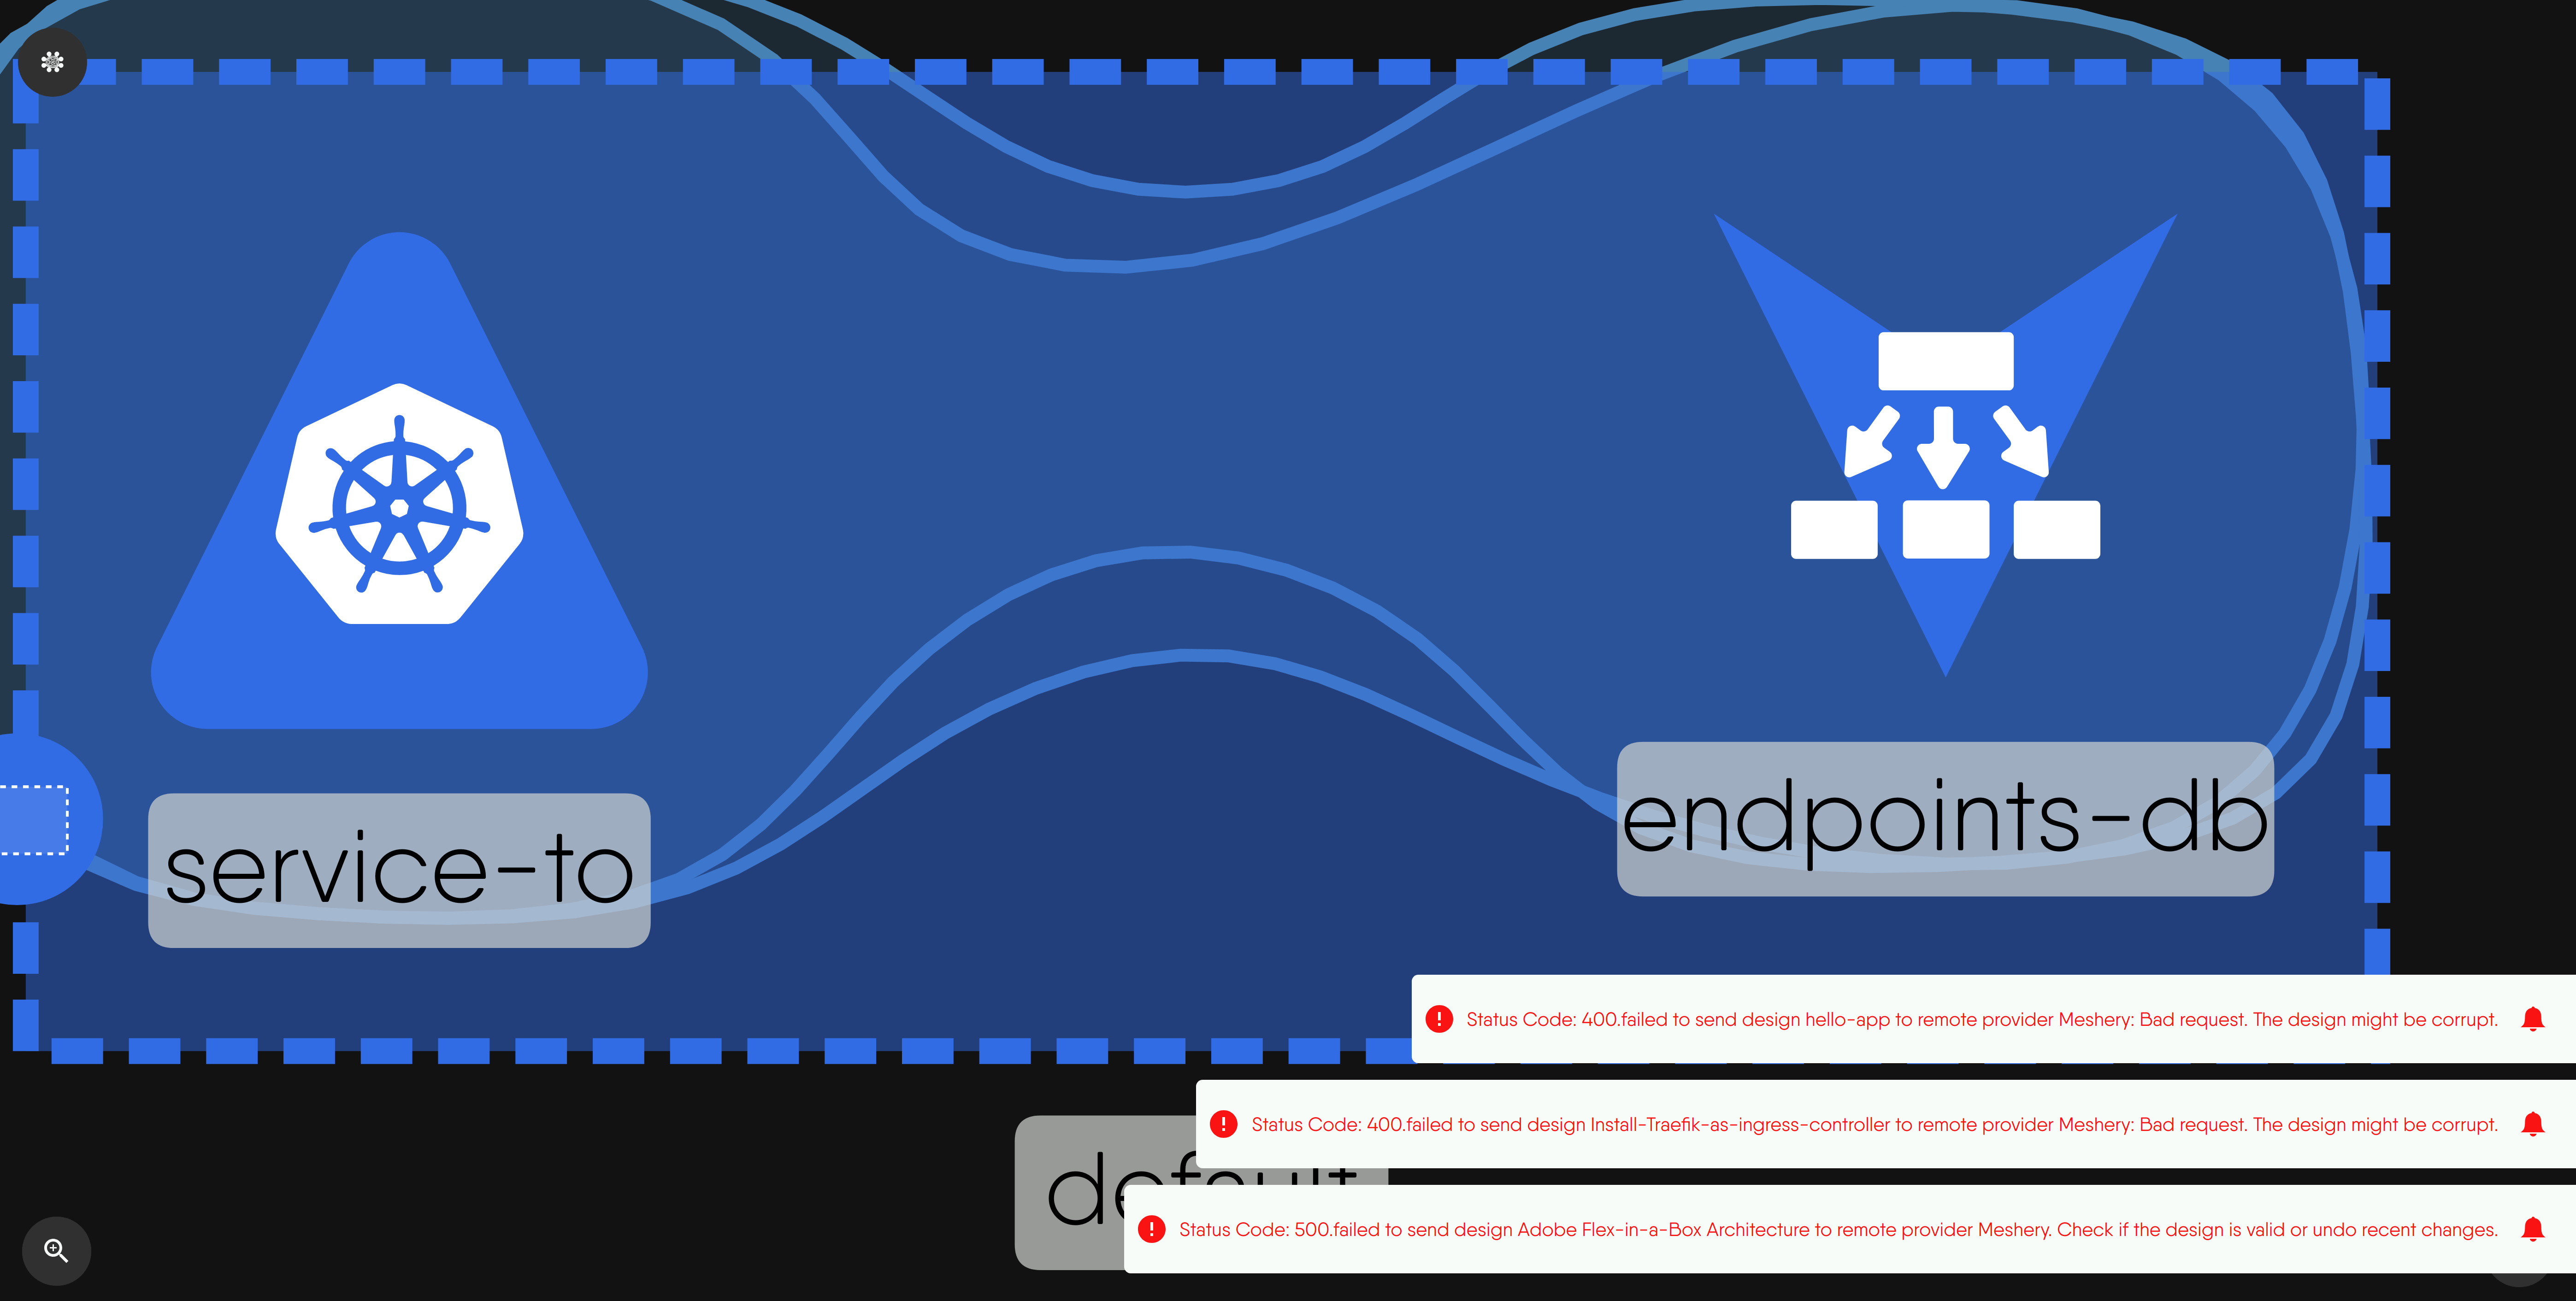 service-to
endpoints-db
Status Code: 400.failed to send design hello-app to remote provider Meshery: Bad request. The design might be corrupt.
Status Code: 400.failed to send design Install-Traefik-as-ingress-controller to remote provider Meshery: Bad request. The design might be corrupt.
default
Status Code: 500.failed to send design Adobe Flex-in-a-Box Architecture to remote provider Meshery. Check if the design is valid or undo recent changes.